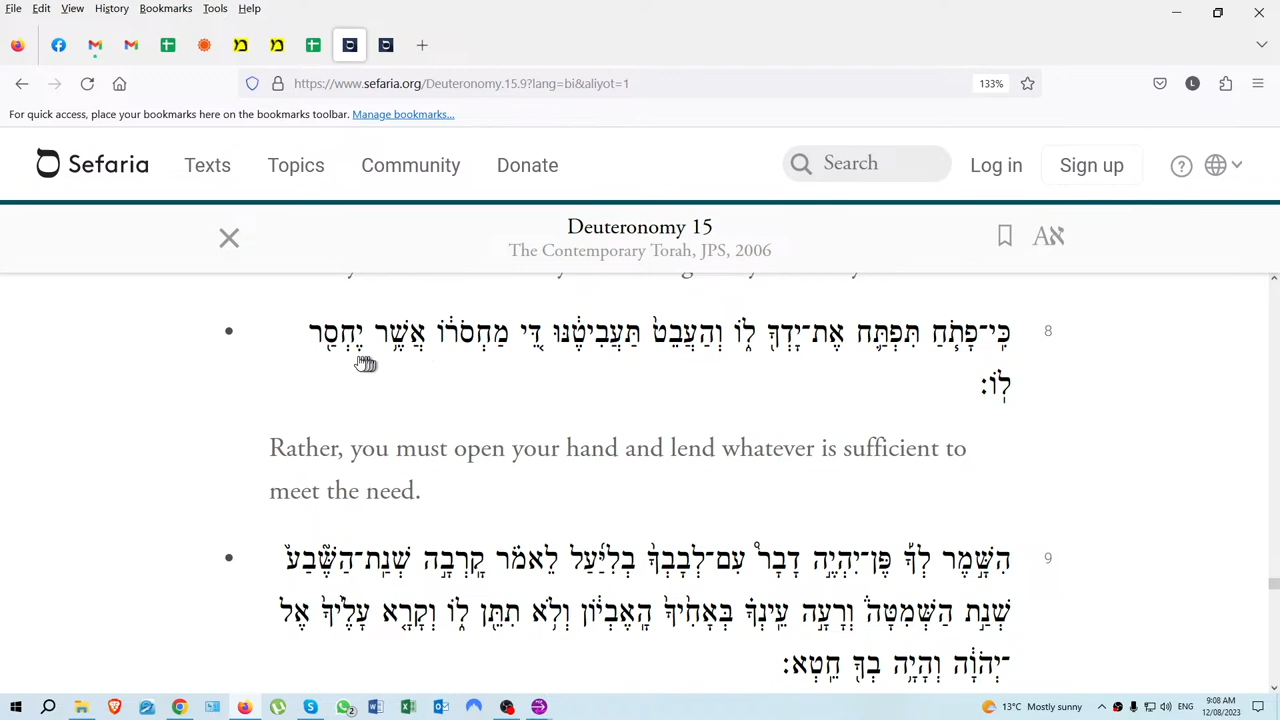 File Edit View History Bookmarks Tools Help
https://www.sefaria.org/Deuteronomy.15.9?lang=bi&aliyot=1
133%
For quick access, place your bookmarks here on the bookmarks toolbar. Manage bookmarks...
Sefaria Texts Topics Community Donate Search Log in Sign up
Deuteronomy 15
The Contemporary Torah, JPS, 2006
8
כִּֽי־פָתֹ֧חַ תִּפְתַּ֛ח אֶת־יָדְךָ֖ ל֑וֹ וְהַעֲבֵט֙ תַּעֲבִיטֶ֔נּוּ דֵּ֚י מַחְסֹר֔וֹ אֲשֶׁ֥ר יֶחְסַ֖ר
לֽוֹ׃
Rather, you must open your hand and lend whatever is sufficient to
meet the need.
9
הִשָּׁ֣מֶר לְךָ֡ פֶּן־יִהְיֶ֣ה דָבָר֩ עִם־לְבָבְךָ֨ בְלִיַּ֜עַל לֵאמֹ֗ר קָֽרְבָ֣ה שְׁנַֽת־הַשֶּׁ֘בַע֮
שְׁנַ֣ת הַשְּׁמִטָּה֒ וְרָעָ֣ה עֵֽינְךָ֗ בְּאָחִ֙יךָ֙ הָֽאֶבְי֔וֹן וְלֹ֥א תִתֵּ֖ן ל֑וֹ וְקָרָ֤א עָלֶ֙יךָ֙ אֶל
־יְהֹוָ֔ה וְהָיָ֥ה בְךָ֖ חֵֽטְא׃
13°C Mostly sunny ENG 9:08 AM
12/08/2023